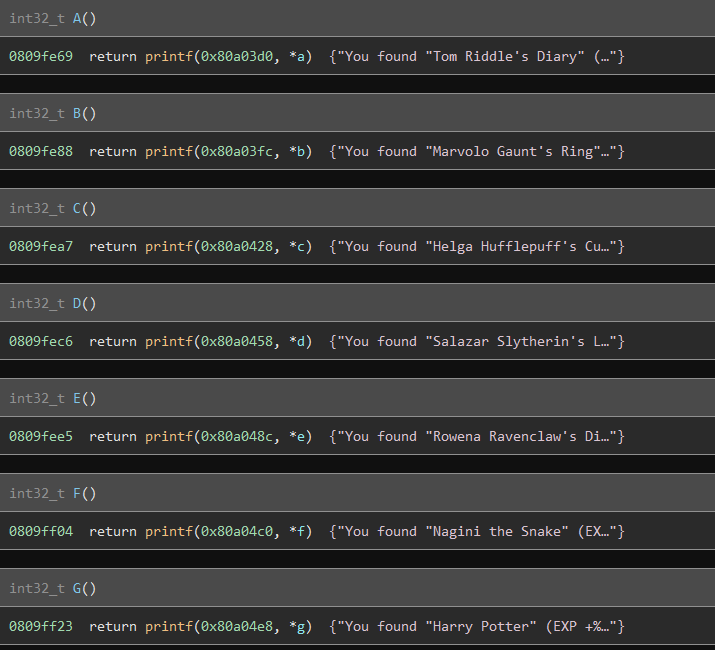 int32_t A()
0809fe69  return printf(0x80a03d0, *a)  {"You found "Tom Riddle's Diary" (…"}
int32_t B()
0809fe88  return printf(0x80a03fc, *b)  {"You found "Marvolo Gaunt's Ring"…"}
int32_t C()
0809fea7  return printf(0x80a0428, *c)  {"You found "Helga Hufflepuff's Cu…"}
int32_t D()
0809fec6  return printf(0x80a0458, *d)  {"You found "Salazar Slytherin's L…"}
int32_t E()
0809fee5  return printf(0x80a048c, *e)  {"You found "Rowena Ravenclaw's Di…"}
int32_t F()
0809ff04  return printf(0x80a04c0, *f)  {"You found "Nagini the Snake" (EX…"}
int32_t G()
0809ff23  return printf(0x80a04e8, *g)  {"You found "Harry Potter" (EXP +%…"}